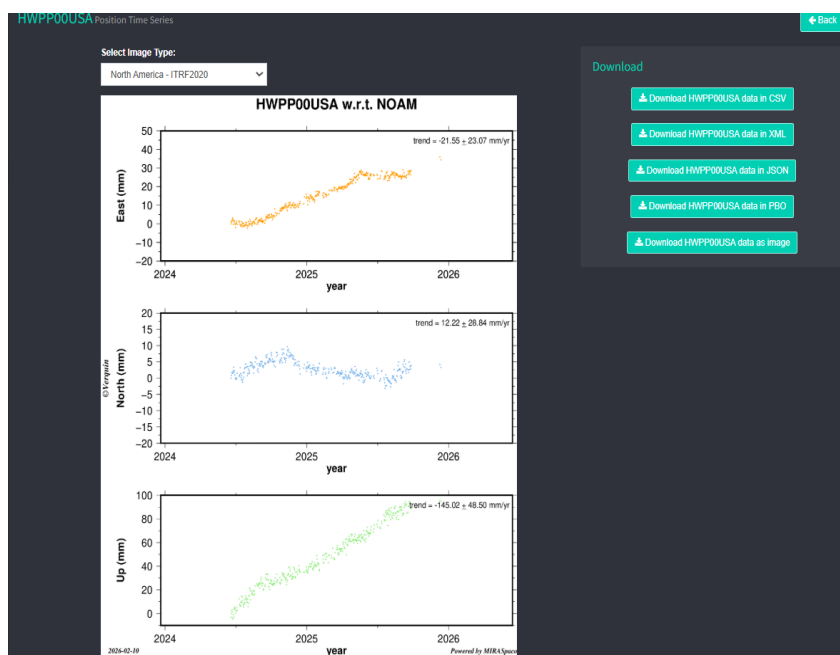 HWPP00USA Position Time Series
Back
Select Image Type:
North America - ITRF2020
HWPP00USA w.r.t. NOAM
East (mm)
50
40
30
20
10
0
−10
−20
trend = -21.55 ± 23.07 mm/yr
2024 2025 2026
year
©Verquin
North (mm)
20
15
10
5
0
−5
−10
−15
−20
trend = 12.22 ± 28.84 mm/yr
2024 2025 2026
year
Up (mm)
100
80
60
40
20
0
trend = -145.02 ± 48.50 mm/yr
2024 2025 2026
year
2026-02-10
Powered by MIRASpace
Download
Download HWPP00USA data in CSV
Download HWPP00USA data in XML
Download HWPP00USA data in JSON
Download HWPP00USA data in PBO
Download HWPP00USA data as image